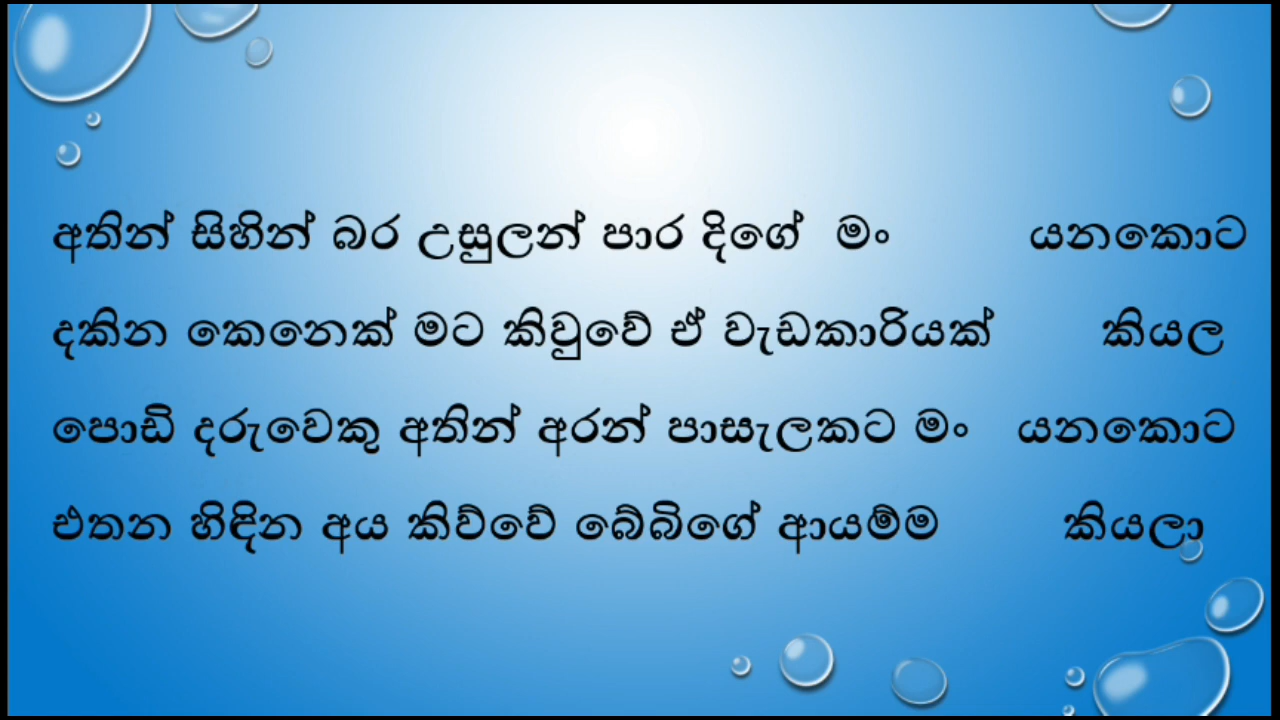 අතින් සිහින් බර උසුලන් පාර දිගේ මං යනකොට
දකින කෙනෙක් මට කිවුවේ ඒ වැඩකාරියක් කියල
පොඩි දරුවෙකු අතින් අරන් පාසැලකට මං යනකොට
එතන හිඳින අය කිව්වේ බේබිගේ ආයම්ම කියලා